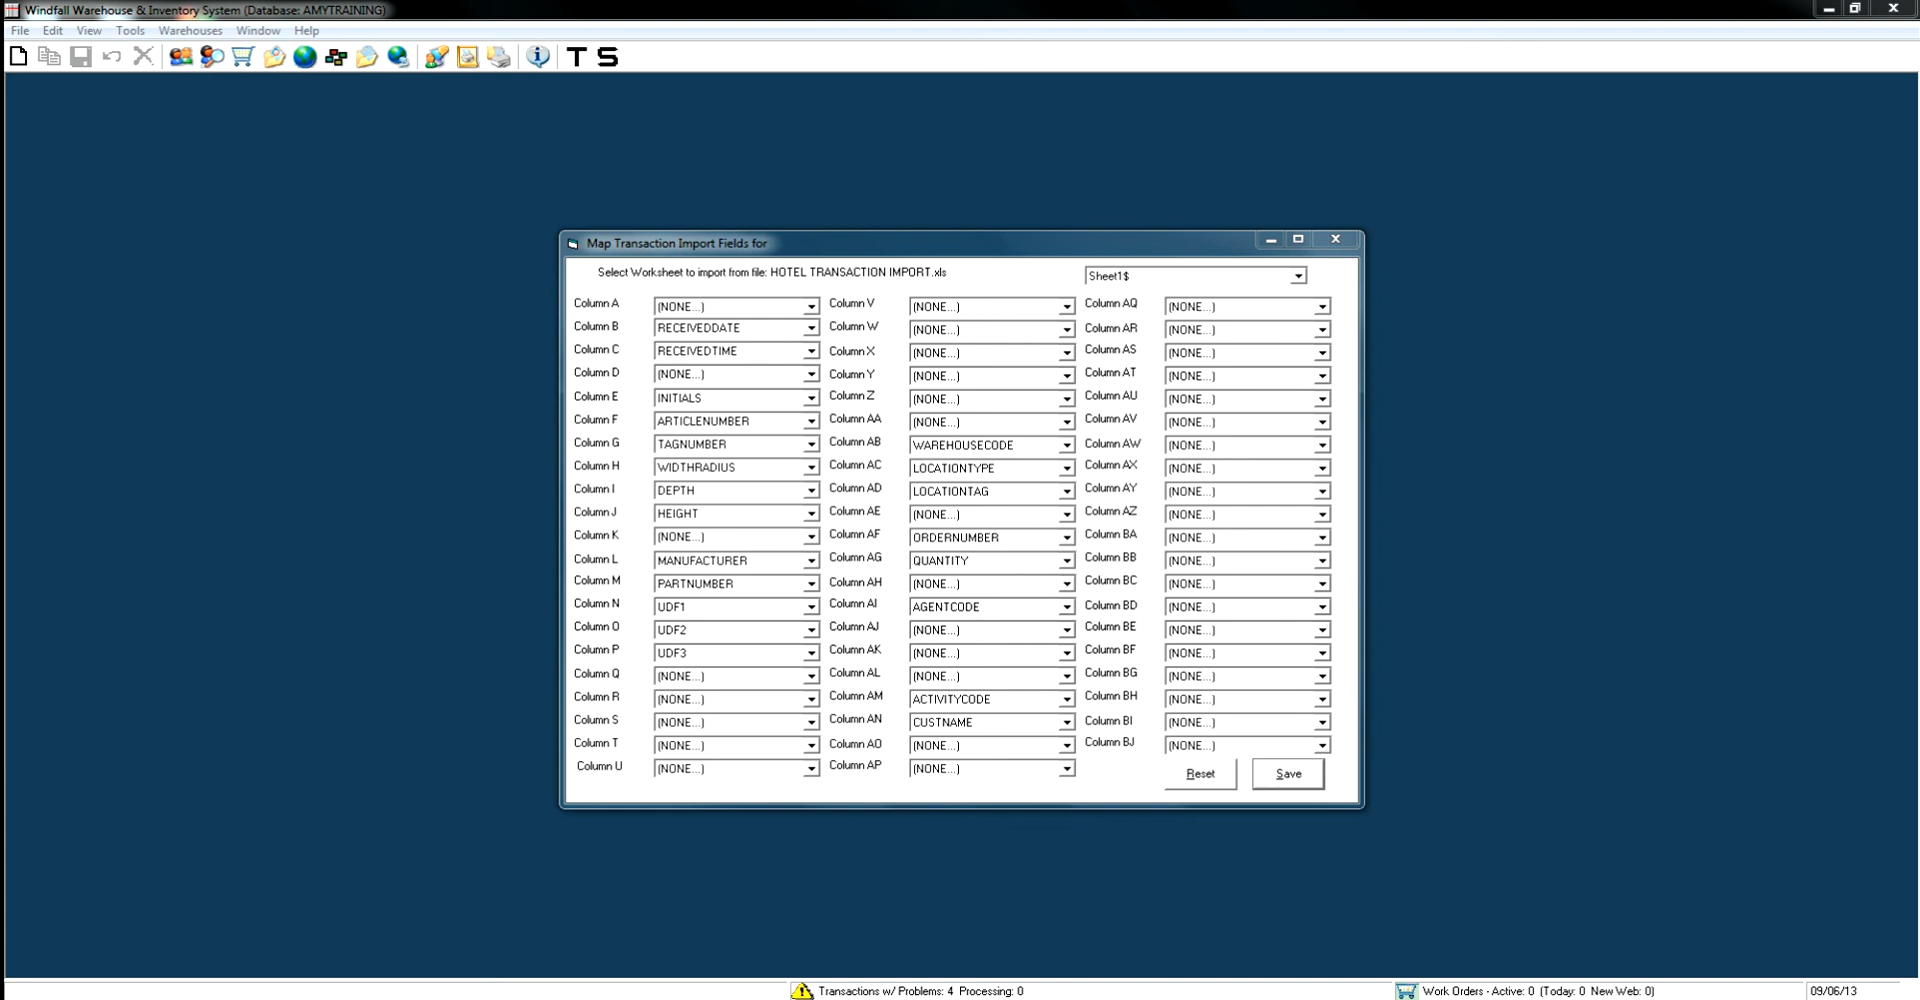 Windfall Warehouse & Inventory System (Database: AMYTRAINING)
File Edit View Tools Warehouses Window Help
T S
Map Transaction Import Fields for
Select Worksheet to import from file: HOTEL TRANSACTION IMPORT.xls Sheet1$
Column A (NONE...) Column V (NONE...) Column AQ (NONE...)
Column B RECEIVEDDATE Column W (NONE...) Column AR (NONE...)
Column C RECEIVEDTIME Column X (NONE...) Column AS (NONE...)
Column D (NONE...) Column Y (NONE...) Column AT (NONE...)
Column E INITIALS Column Z (NONE...) Column AU (NONE...)
Column F ARTICLENUMBER Column AA (NONE...) Column AV (NONE...)
Column G TAGNUMBER Column AB WAREHOUSECODE Column AW (NONE...)
Column H WIDTHRADIUS Column AC LOCATIONTYPE Column AX (NONE...)
Column I DEPTH Column AD LOCATIONTAG Column AY (NONE...)
Column J HEIGHT Column AE (NONE...) Column AZ (NONE...)
Column K (NONE...) Column AF ORDERNUMBER Column BA (NONE...)
Column L MANUFACTURER Column AG QUANTITY Column BB (NONE...)
Column M PARTNUMBER Column AH (NONE...) Column BC (NONE...)
Column N UDF1 Column AI AGENTCODE Column BD (NONE...)
Column O UDF2 Column AJ (NONE...) Column BE (NONE...)
Column P UDF3 Column AK (NONE...) Column BF (NONE...)
Column Q (NONE...) Column AL (NONE...) Column BG (NONE...)
Column R (NONE...) Column AM ACTIVITYCODE Column BH (NONE...)
Column S (NONE...) Column AN CUSTNAME Column BI (NONE...)
Column T (NONE...) Column AO (NONE...) Column BJ (NONE...)
Column U (NONE...) Column AP (NONE...) Reset Save
Transactions w/ Problems: 4 Processing: 0 Work Orders - Active: 0 (Today: 0 New Web: 0) 09/06/13